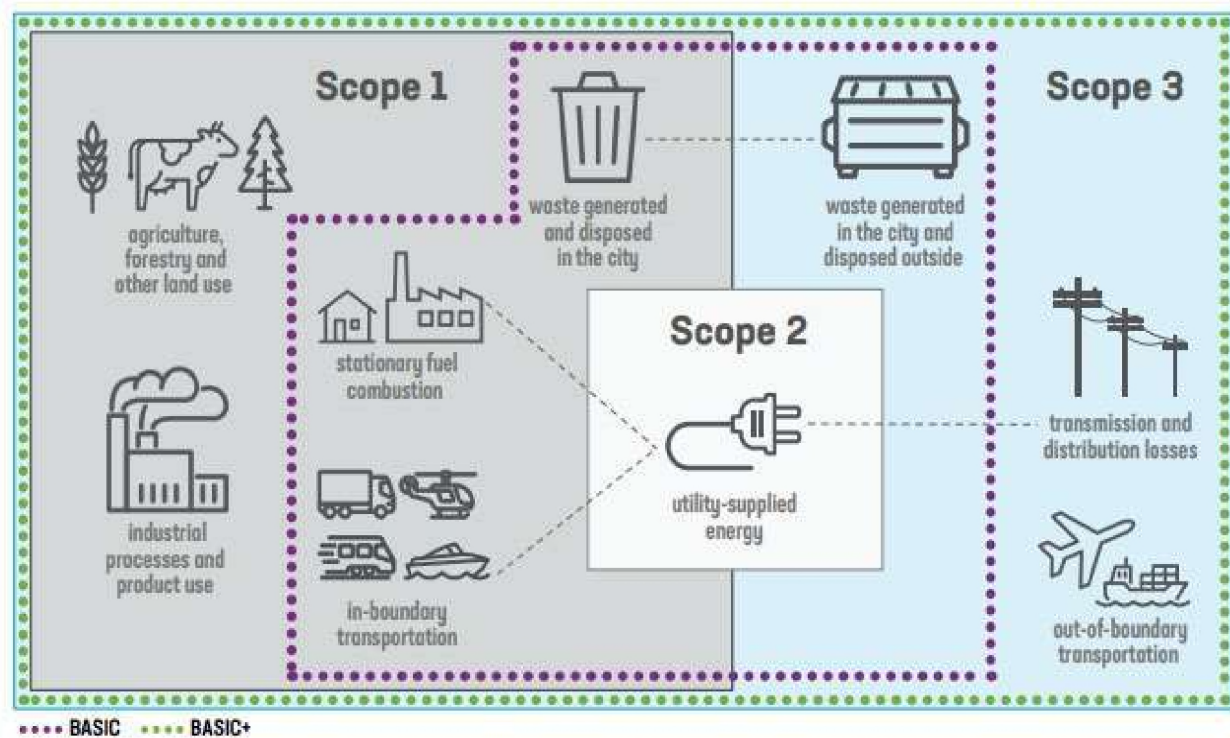 Scope 1
Scope 3
agriculture,
forestry and
other land use
waste generated
and disposed
in the city
waste generated
in the city and
disposed outside
stationary fuel
combustion
Scope 2
utility-supplied
energy
transmission and
distribution losses
industrial
processes and
product use
in-boundary
transportation
out-of-boundary
transportation
BASIC
BASIC+